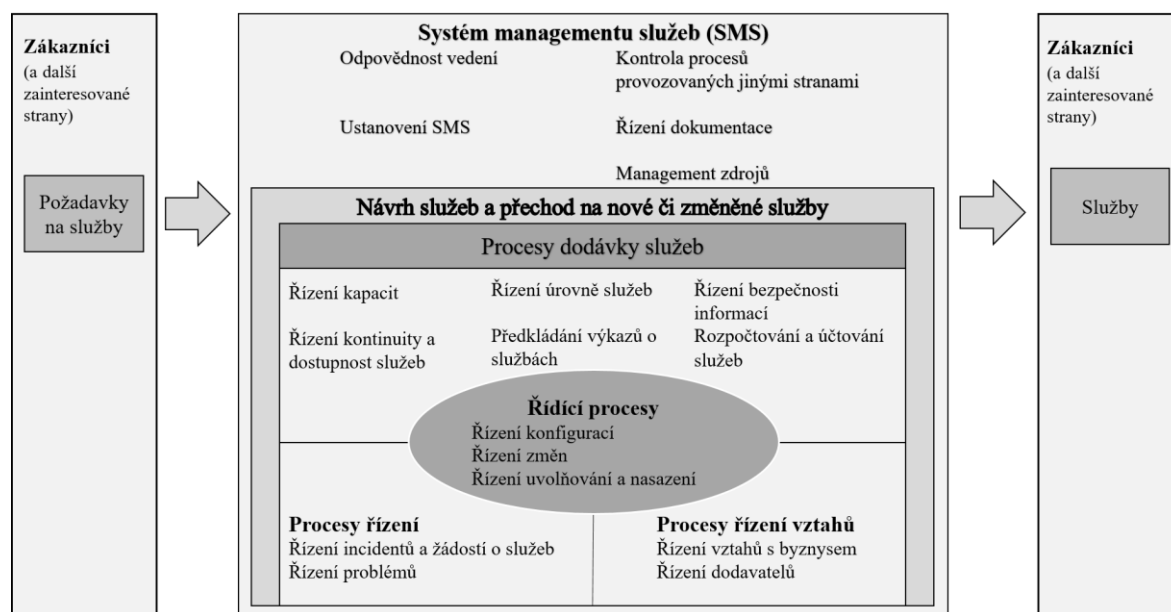 Zákazníci
(a další
zainteresované
strany)
Požadavky
na služby
Systém managementu služeb (SMS)
Odpovědnost vedení
Kontrola procesů
provozovaných jinými stranami
Ustanovení SMS
Řízení dokumentace
Management zdrojů
Návrh služeb a přechod na nové či změněné služby
Procesy dodávky služeb
Řízení kapacit
Řízení úrovně služeb
Řízení bezpečnosti
informací
Řízení kontinuity a
dostupnost služeb
Předkládání výkazů o
službách
Rozpočtování a účtování
služeb
Řídící procesy
Řízení konfigurací
Řízení změn
Řízení uvolňování a nasazení
Procesy řízení
Řízení incidentů a žádostí o služeb
Řízení problémů
Procesy řízení vztahů
Řízení vztahů s byznysem
Řízení dodavatelů
Zákazníci
(a další
zainteresované
strany)
Služby